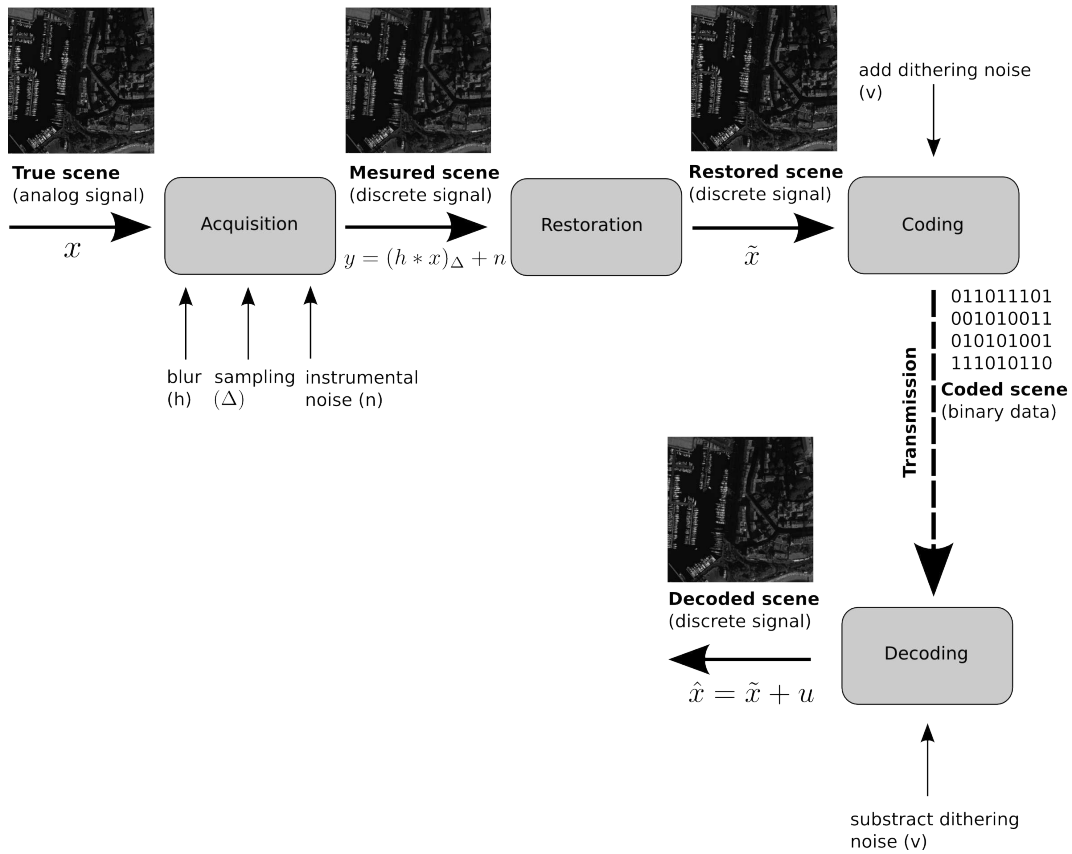 True scene
(analog signal)
x
Acquisition
blur
(h)
sampling
(Δ)
instrumental
noise (n)
Mesured scene
(discrete signal)
y = (h ∗ x)Δ + n
Restoration
Restored scene
(discrete signal)
x̃
add dithering noise
(v)
Coding
011011101
001010011
010101001
111010110
Coded scene
(binary data)
Transmission
Decoding
substract dithering
noise (v)
Decoded scene
(discrete signal)
x̂ = x̃ + u